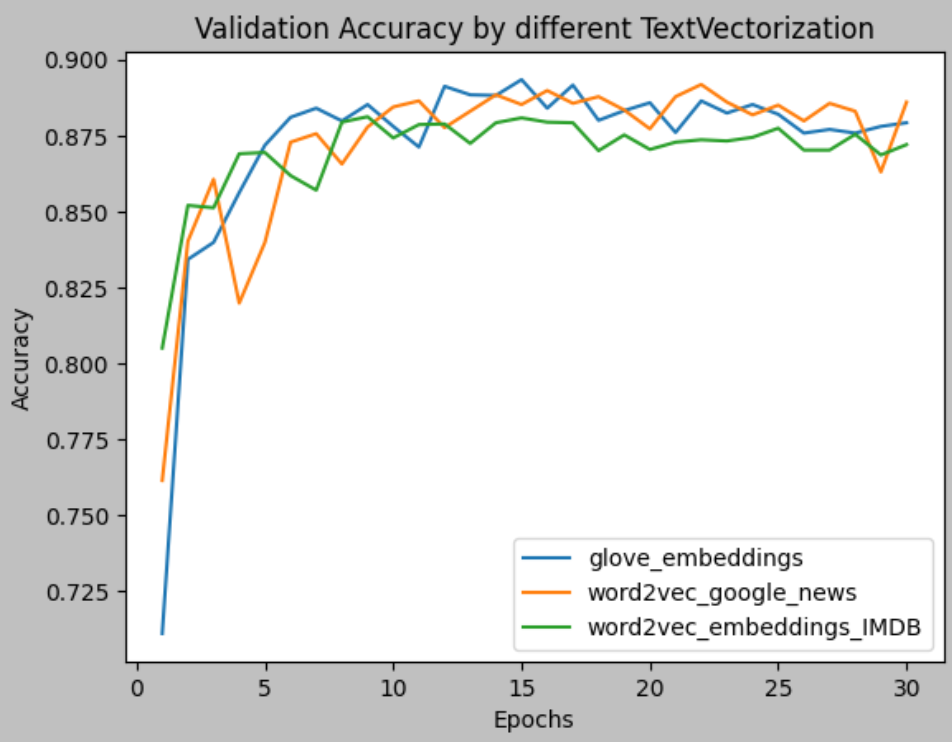 Validation Accuracy by different TextVectorization
0.900
0.875
0.850
0.825
0.800
0.775
0.750
0.725
Accuracy
glove_embeddings
word2vec_google_news
word2vec_embeddings_IMDB
0 5 10 15 20 25 30
Epochs